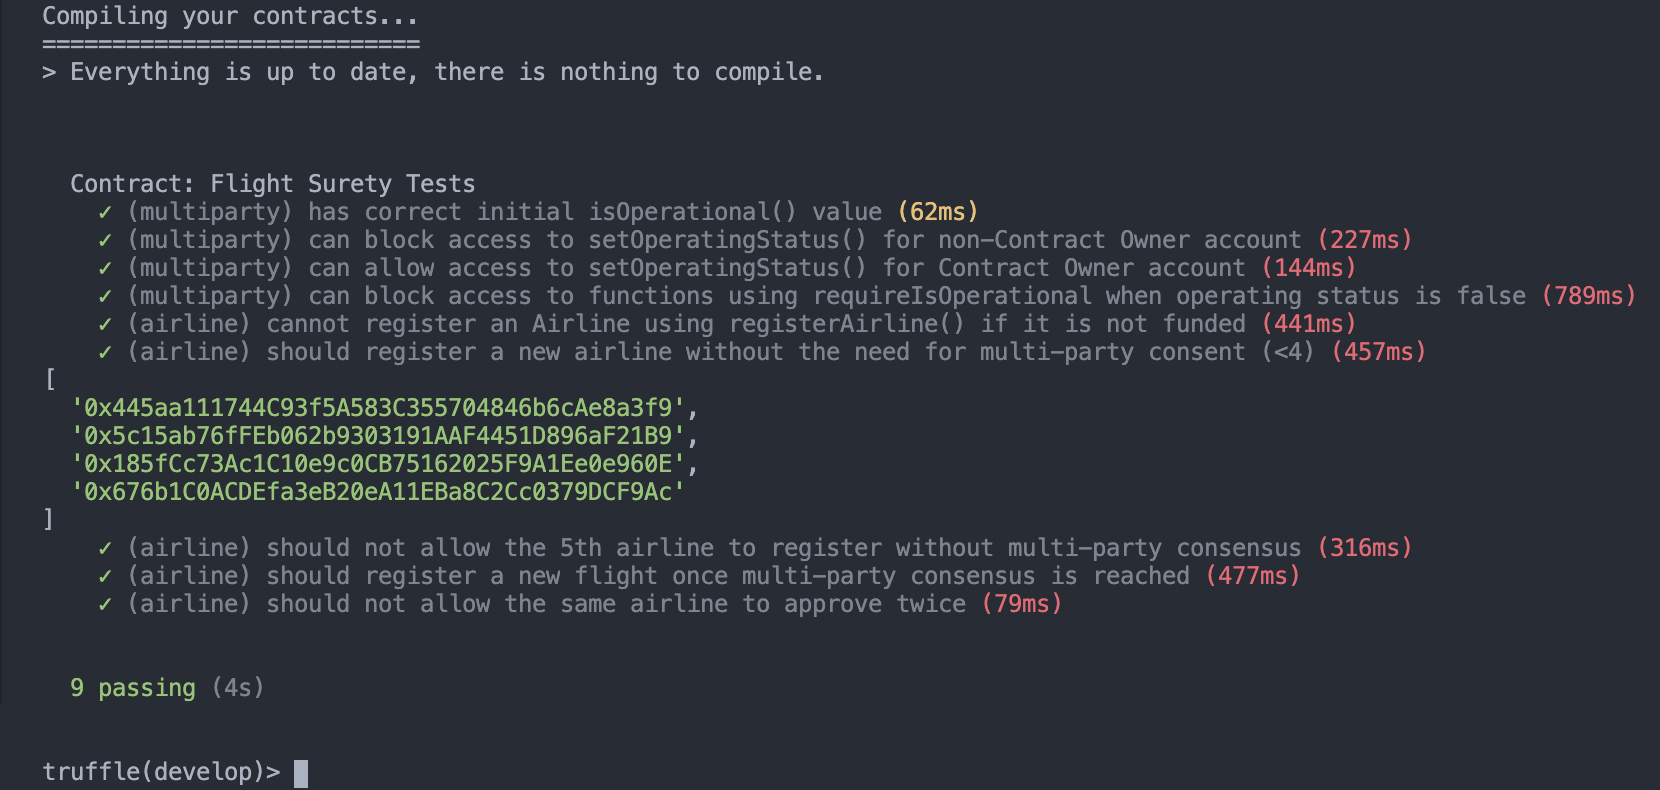 Compiling your contracts...
===========================
> Everything is up to date, there is nothing to compile.
Contract: Flight Surety Tests
✓ (multiparty) has correct initial isOperational() value (62ms)
✓ (multiparty) can block access to setOperatingStatus() for non-Contract Owner account (227ms)
✓ (multiparty) can allow access to setOperatingStatus() for Contract Owner account (144ms)
✓ (multiparty) can block access to functions using requireIsOperational when operating status is false (789ms)
✓ (airline) cannot register an Airline using registerAirline() if it is not funded (441ms)
✓ (airline) should register a new airline without the need for multi-party consent (<4) (457ms)
[
'0x445aa111744C93f5A583C355704846b6cAe8a3f9',
'0x5c15ab76fFEb062b9303191AAF4451D896aF21B9',
'0x185fCc73Ac1C10e9c0CB75162025F9A1Ee0e960E',
'0x676b1C0ACDEfa3eB20eA11EBa8C2Cc0379DCF9Ac'
]
✓ (airline) should not allow the 5th airline to register without multi-party consensus (316ms)
✓ (airline) should register a new flight once multi-party consensus is reached (477ms)
✓ (airline) should not allow the same airline to approve twice (79ms)
9 passing (4s)
truffle(develop)>